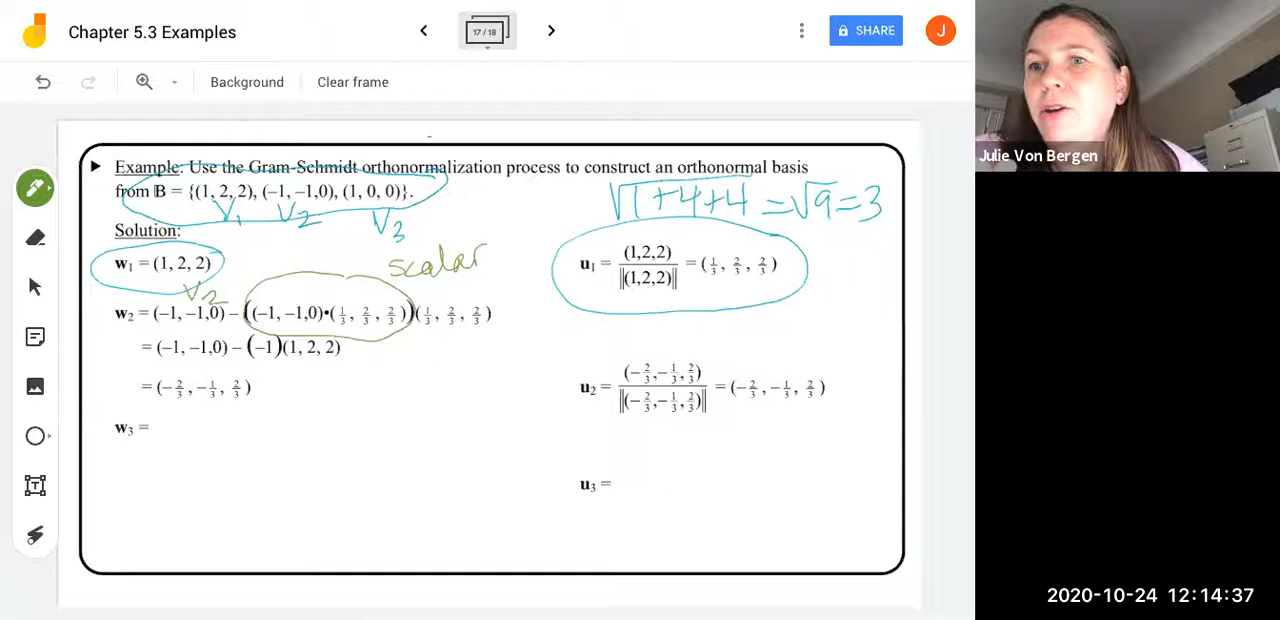 Chapter 5.3 Examples
17 / 18
SHARE
J
Background
Clear frame
Julie Von Bergen
► Example: Use the Gram-Schmidt orthonormalization process to construct an orthonormal basis
from B = {(1, 2, 2), (−1, −1,0), (1, 0, 0)}.
V₁ V₂ V₃
√1+4+4 = √9 = 3
Solution:
w₁ = (1, 2, 2)
u₁ = (1,2,2) / ‖(1,2,2)‖ = (1/3, 2/3, 2/3)
scalar
V₂
w₂ = (−1, −1,0) − ((−1, −1,0)•(1/3, 2/3, 2/3))(1/3, 2/3, 2/3)
= (−1, −1,0) − (−1)(1, 2, 2)
= (−2/3, −1/3, 2/3)
u₂ = (−2/3, −1/3, 2/3) / ‖(−2/3, −1/3, 2/3)‖ = (−2/3, −1/3, 2/3)
w₃ =
u₃ =
2020-10-24 12:14:37